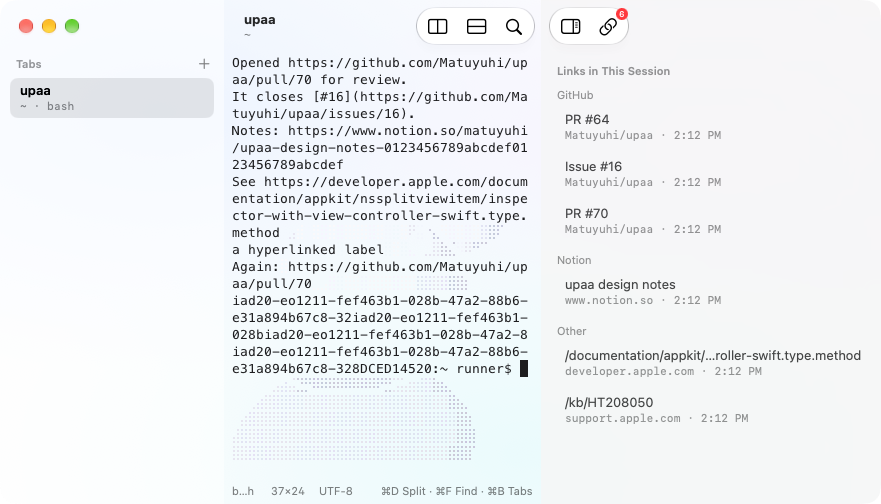 upaa
~
6
Tabs
+
upaa
~ · bash
Opened https://github.com/Matuyuhi/up
aa/pull/70 for review.
It closes [#16](https://github.com/Ma
tuyuhi/upaa/issues/16).
Notes: https://www.notion.so/matuyuhi
/upaa-design-notes-0123456789abcdef01
23456789abcdef
See https://developer.apple.com/docum
entation/appkit/nssplitviewitem/inspe
ctor-with-view-controller-swift.type.
method
a hyperlinked label
Again: https://github.com/Matuyuhi/up
aa/pull/70
iad20-eo1211-fef463b1-028b-47a2-88b6-
e31a894b67c8-32iad20-eo1211-fef463b1-
028biad20-eo1211-fef463b1-028b-47a2-8
iad20-eo1211-fef463b1-028b-47a2-88b6-
e31a894b67c8-328DCED14520:~ runner$
b…h 37×24 UTF-8 ⌘D Split · ⌘F Find · ⌘B Tabs
Links in This Session
GitHub
PR #64
Matuyuhi/upaa · 2:12 PM
Issue #16
Matuyuhi/upaa · 2:12 PM
PR #70
Matuyuhi/upaa · 2:12 PM
Notion
upaa design notes
www.notion.so · 2:12 PM
Other
/documentation/appkit/…roller-swift.type.method
developer.apple.com · 2:12 PM
/kb/HT208050
support.apple.com · 2:12 PM